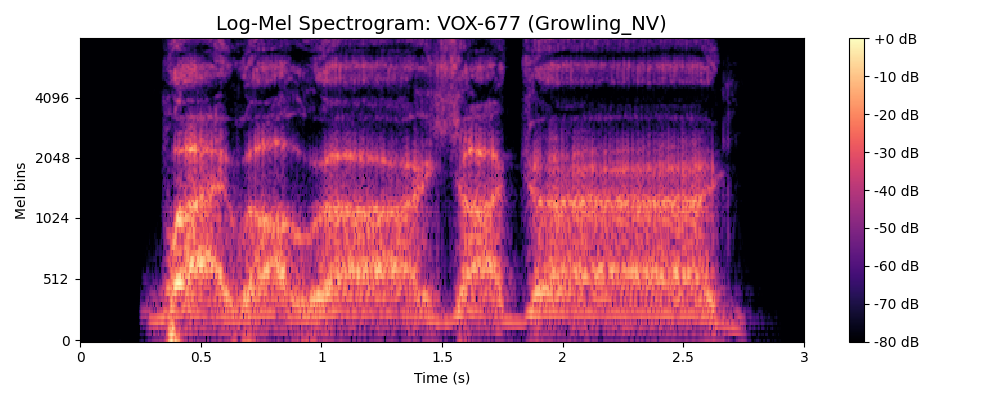 Log-Mel Spectrogram: VOX-677 (Growling_NV)
Mel bins
4096
2048
1024
512
0
0
0.5
1
1.5
2
2.5
3
Time (s)
+0 dB
-10 dB
-20 dB
-30 dB
-40 dB
-50 dB
-60 dB
-70 dB
-80 dB